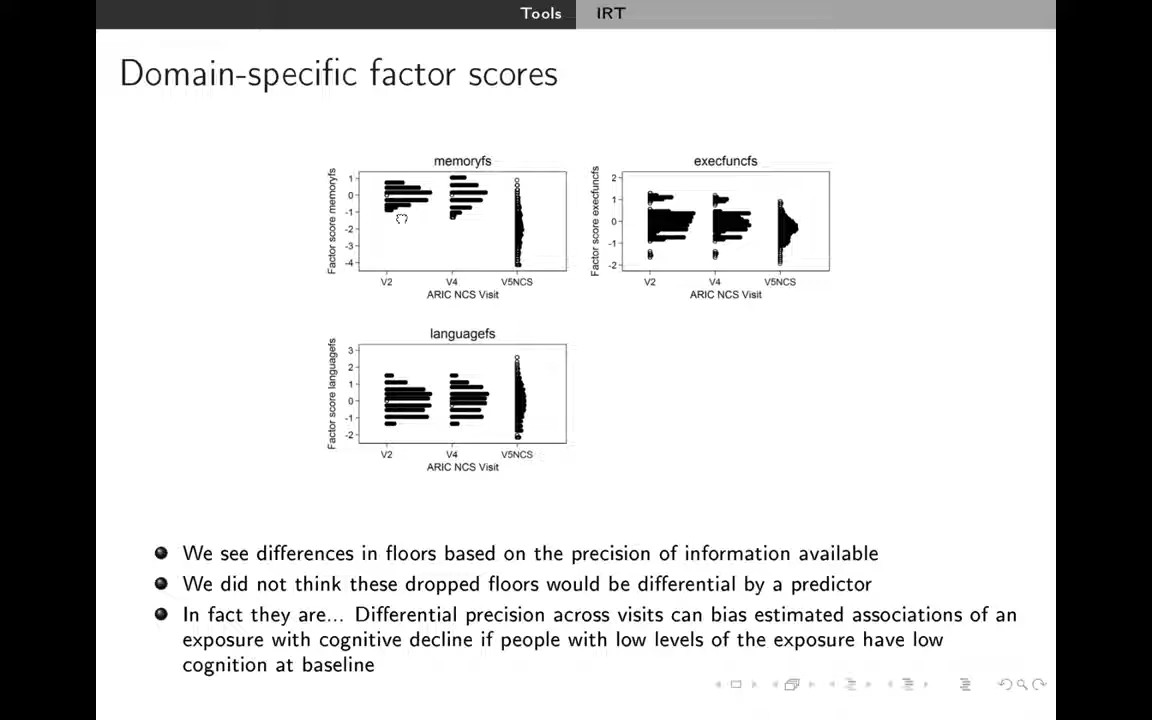 Tools IRT
Domain-specific factor scores
memoryfs
Factor score memoryfs
1
0
-1
-2
-3
-4
V2 V4 V5NCS
ARIC NCS Visit
execfuncfs
Factor score execfuncfs
2
1
0
-1
-2
V2 V4 V5NCS
ARIC NCS Visit
languagefs
Factor score languagefs
3
2
1
0
-1
-2
V2 V4 V5NCS
ARIC NCS Visit
We see differences in floors based on the precision of information available
We did not think these dropped floors would be differential by a predictor
In fact they are... Differential precision across visits can bias estimated associations of an
exposure with cognitive decline if people with low levels of the exposure have low
cognition at baseline